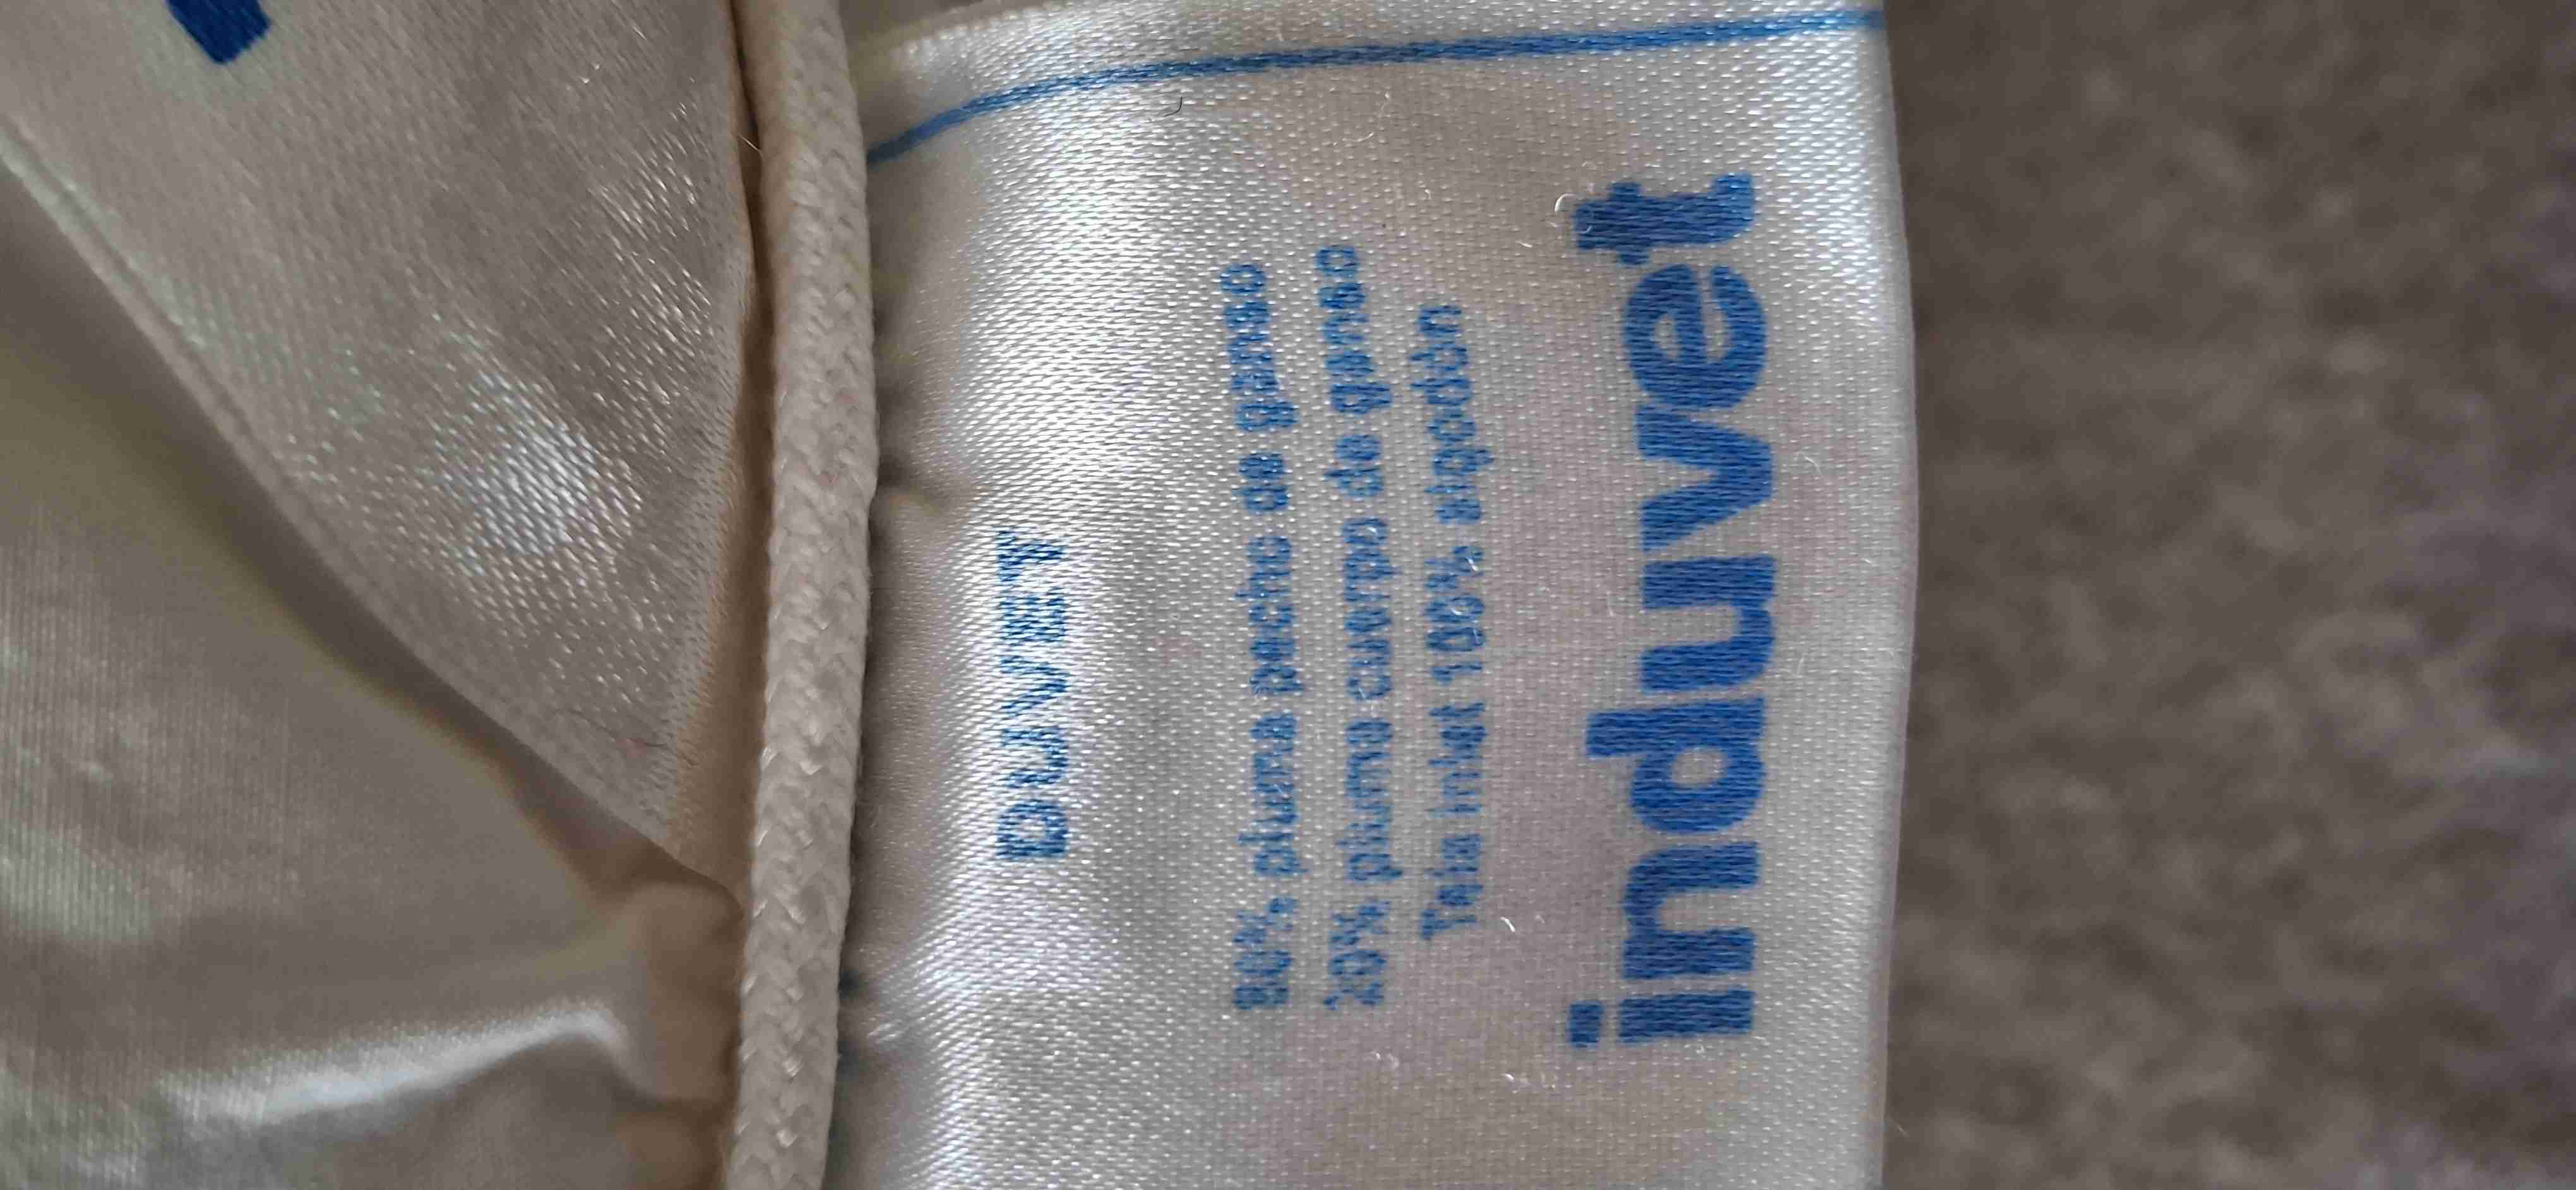 DUVET
80% pluma pecho de ganso
20% pluma cuerpo de ganso
Tela Inlet 100% algodón
induvet